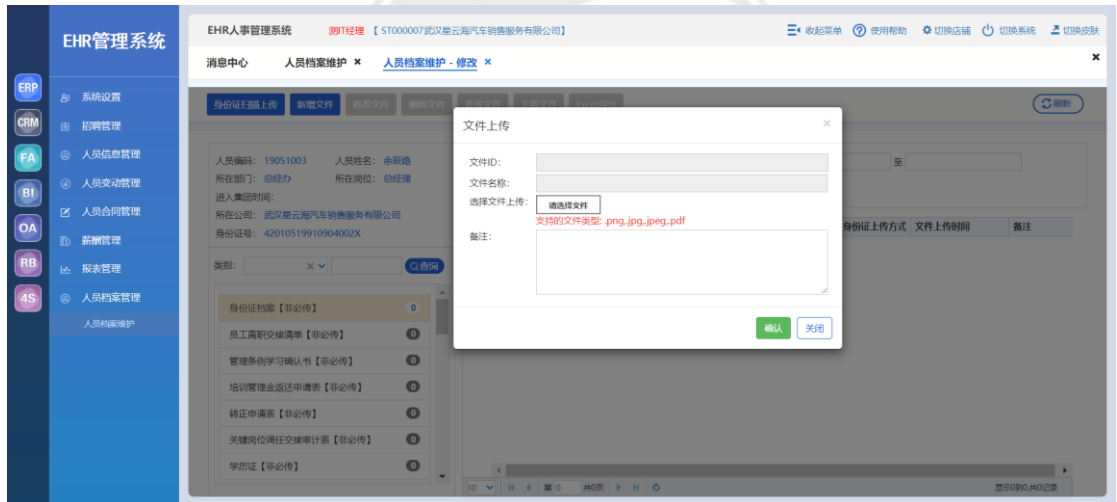 EHR管理系统
ERP
CRM
FA
BI
OA
RB
4S
系统设置
招聘管理
人员信息管理
人员变动管理
人员合同管理
薪酬管理
报表管理
人员档案管理
人员档案维护
EHR人事管理系统 测IT经理 【 ST000007武汉星云海汽车销售服务有限公司】 收起菜单 使用帮助 切换店铺 切换系统 切换皮肤
消息中心 人员档案维护 × 人员档案维护 - 修改 × ×
身份证扫描上传 新增文件 修改文件 删除文件 查看文件 下载文件 刷新
人员编码: 19051003 人员姓名: 余辰路
所在部门: 总经办 所在岗位: 总经理
进入集团时间:
所在公司: 武汉星云海汽车销售服务有限公司
身份证号: 42010519910904002X
类别: 查询
身份证档案【非必传】 0
员工离职交接清单【非必传】 0
管理条例学习确认书【非必传】 0
培训管理金返还申请表【非必传】 0
转正申请表【非必传】 0
关键岗位调任交接审计表【非必传】 0
学历证【非必传】 0
文件上传 ×
文件ID:
文件名称:
选择文件上传: 请选择文件
支持的文件类型: .png,.jpg,.jpeg,.pdf
备注:
确认 关闭
至
身份证上传方式 文件上传时间 备注
10 第 0 共0页 显示0到0,共0记录